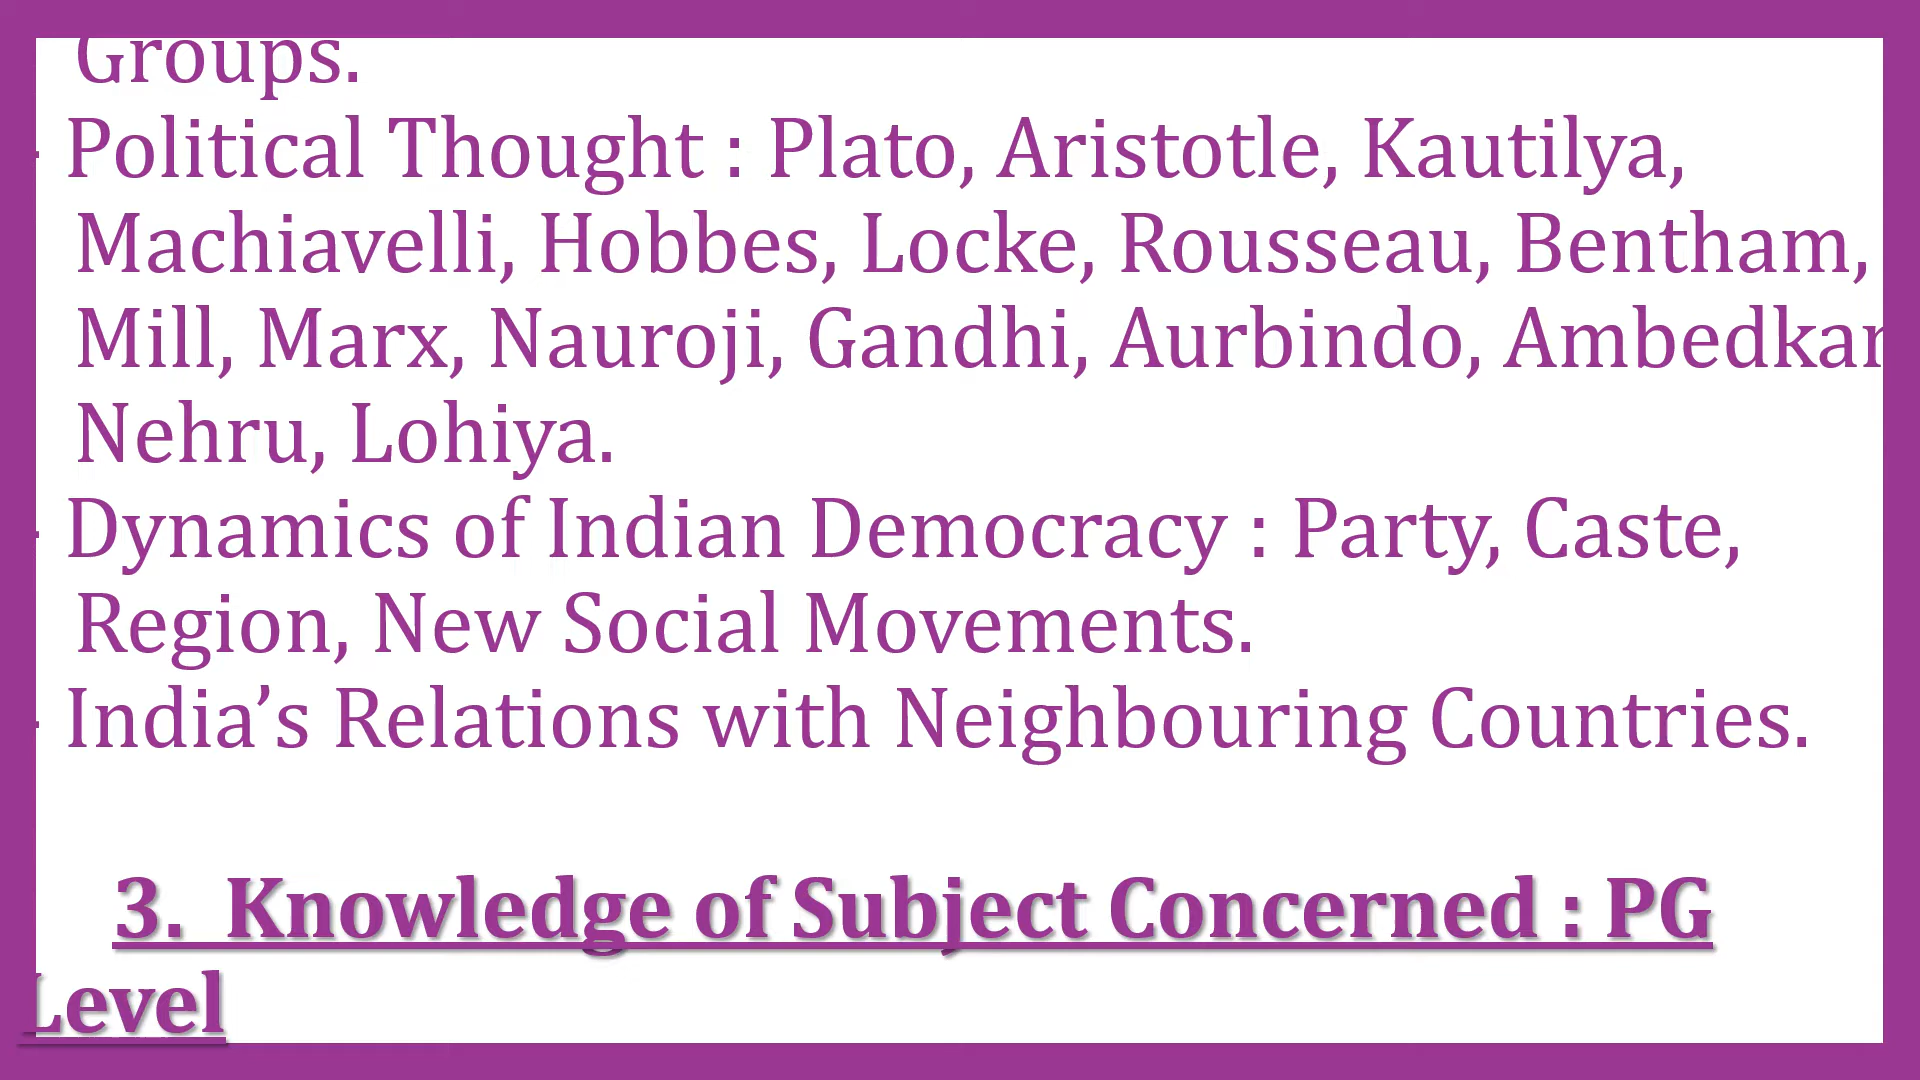 Groups.
- Political Thought : Plato, Aristotle, Kautilya,
Machiavelli, Hobbes, Locke, Rousseau, Bentham,
Mill, Marx, Nauroji, Gandhi, Aurbindo, Ambedkar
Nehru, Lohiya.
- Dynamics of Indian Democracy : Party, Caste,
Region, New Social Movements.
- India’s Relations with Neighbouring Countries.
3. Knowledge of Subject Concerned : PG
Level